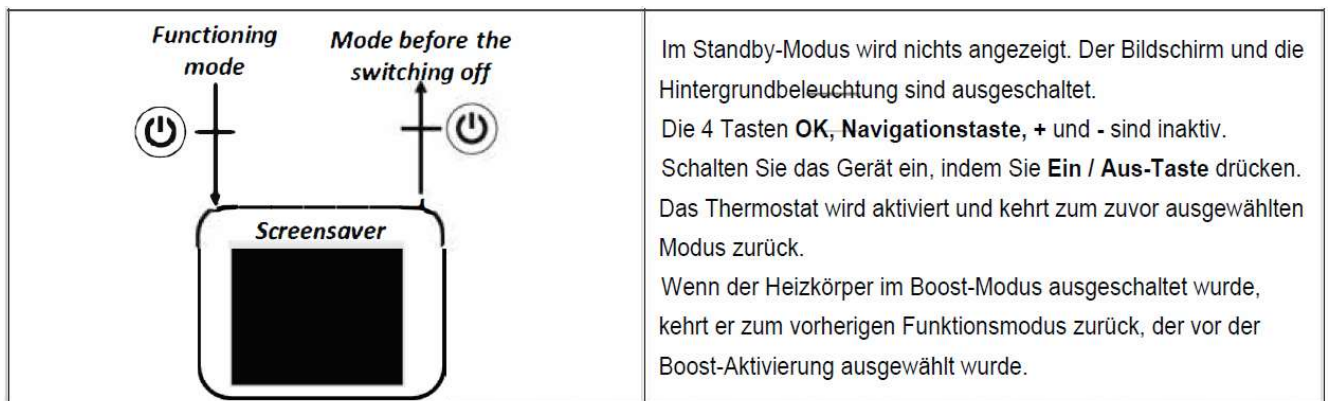 Functioning
mode
Mode before the
switching off
Screensaver
Im Standby-Modus wird nichts angezeigt. Der Bildschirm und die
Hintergrundbeleuchtung sind ausgeschaltet.
Die 4 Tasten OK, Navigationstaste, + und - sind inaktiv.
Schalten Sie das Gerät ein, indem Sie Ein / Aus-Taste drücken.
Das Thermostat wird aktiviert und kehrt zum zuvor ausgewählten
Modus zurück.
Wenn der Heizkörper im Boost-Modus ausgeschaltet wurde,
kehrt er zum vorherigen Funktionsmodus zurück, der vor der
Boost-Aktivierung ausgewählt wurde.